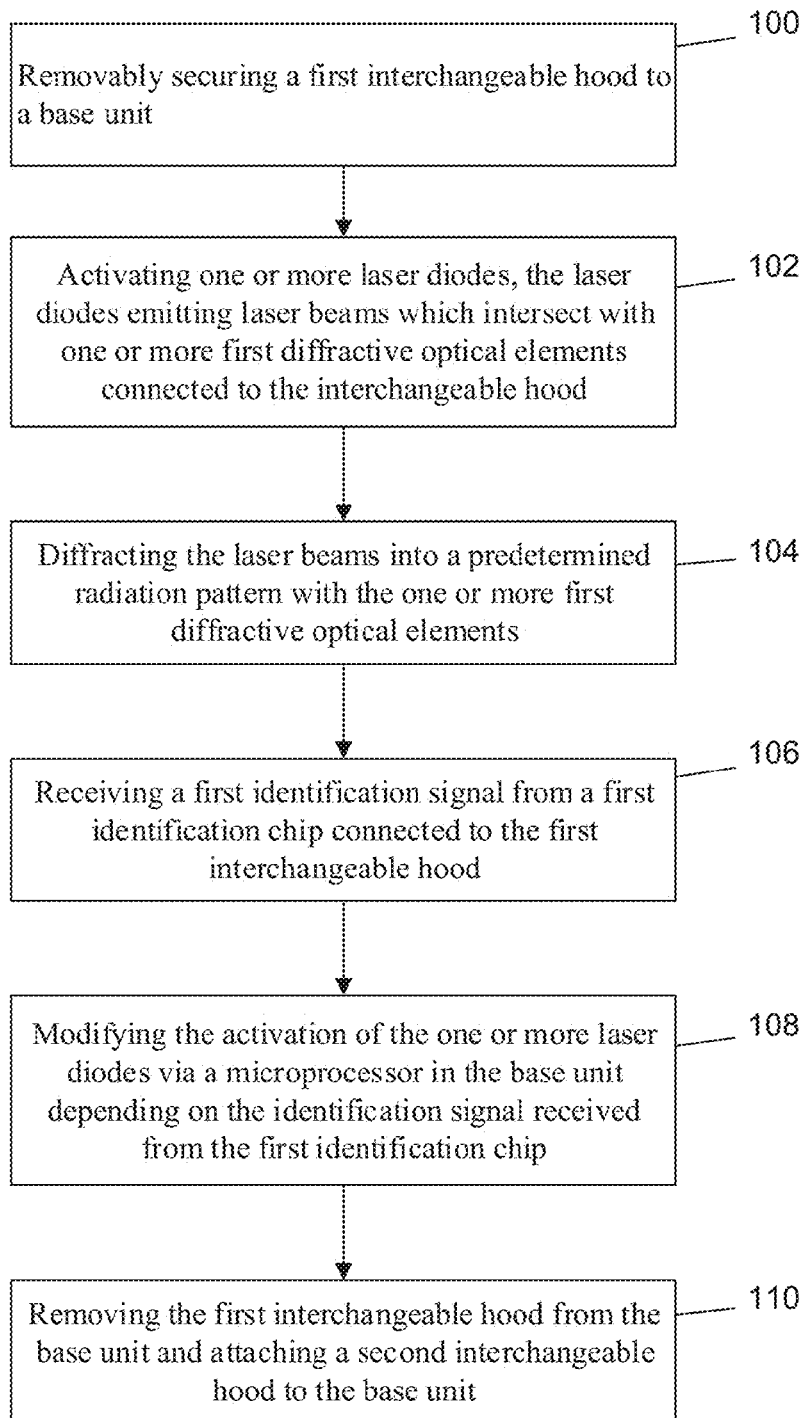 100
Removably securing a first interchangeable hood to
a base unit
102
Activating one or more laser diodes, the laser
diodes emitting laser beams which intersect with
one or more first diffractive optical elements
connected to the interchangeable hood
104
Diffracting the laser beams into a predetermined
radiation pattern with the one or more first
diffractive optical elements
106
Receiving a first identification signal from a first
identification chip connected to the first
interchangeable hood
108
Modifying the activation of the one or more laser
diodes via a microprocessor in the base unit
depending on the identification signal received
from the first identification chip
110
Removing the first interchangeable hood from the
base unit and attaching a second interchangeable
hood to the base unit